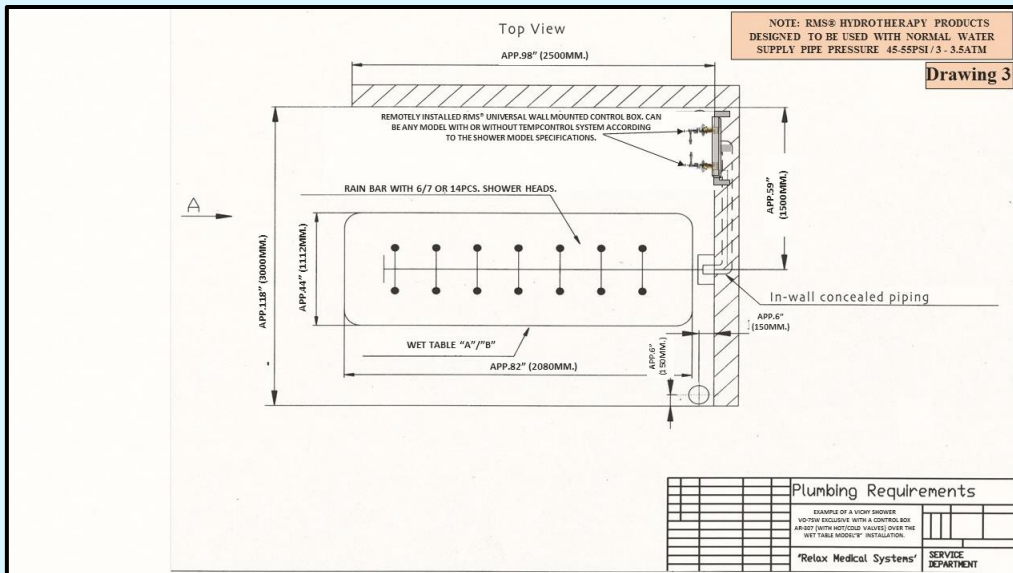 Top View
NOTE: RMS® HYDROTHERAPY PRODUCTS
DESIGNED TO BE USED WITH NORMAL WATER
SUPPLY PIPE PRESSURE 45-55PSI / 3 - 3.5ATM
Drawing 3
APP.98" (2500MM.)
REMOTELY INSTALLED RMS® UNIVERSAL WALL MOUNTED CONTROL BOX. CAN
BE ANY MODEL WITH OR WITHOUT TEMPCONTROL SYSTEM ACCORDING
TO THE SHOWER MODEL SPECIFICATIONS.
RAIN BAR WITH 6/7 OR 14PCS. SHOWER HEADS.
A
APP.59"
(1500MM.)
APP.118" (3000MM.)
APP.44" (1112MM.)
In-wall concealed piping
APP.6"
(150MM.)
WET TABLE "A"/"B"
APP.6"
(150MM.)
APP.82" (2080MM.)
Plumbing Requirements
EXAMPLE OF A VICHY SHOWER
VO-7SW EXCLUSIVE WITH A CONTROL BOX
AR-307 (WITH HOT/COLD VALVES) OVER THE
WET TABLE MODEL"B" INSTALLATION.
'Relax Medical Systems'
SERVICE
DEPARTMENT